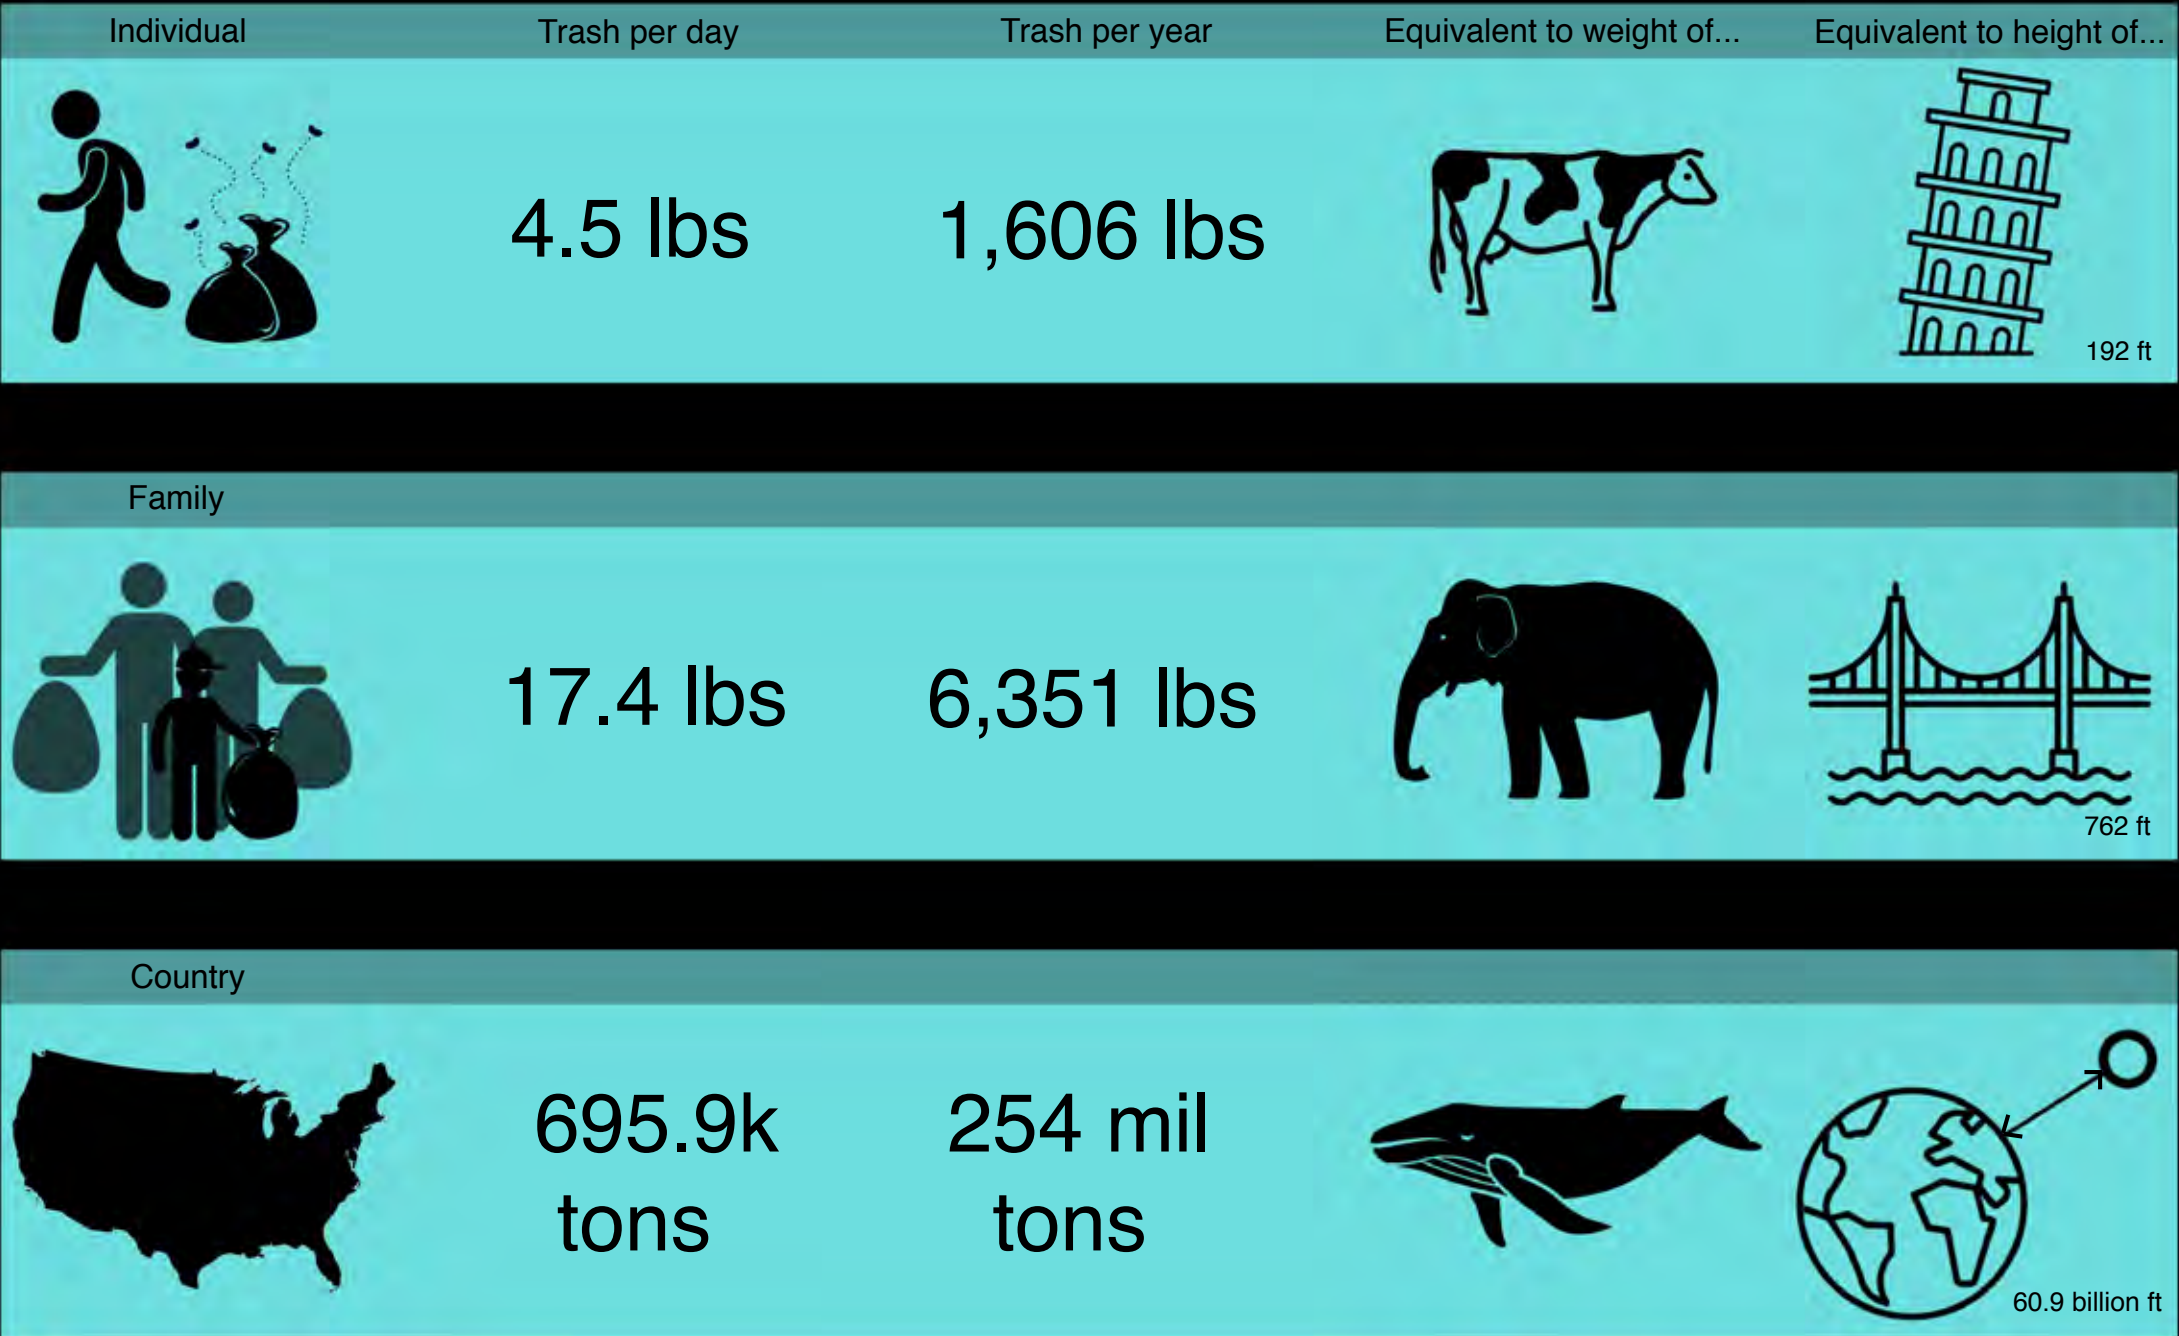 Individual
Trash per day
Trash per year
Equivalent to weight of...
Equivalent to height of...
4.5 lbs
1,606 lbs
192 ft
Family
17.4 lbs
6,351 lbs
762 ft
Country
695.9k
tons
254 mil
tons
60.9 billion ft